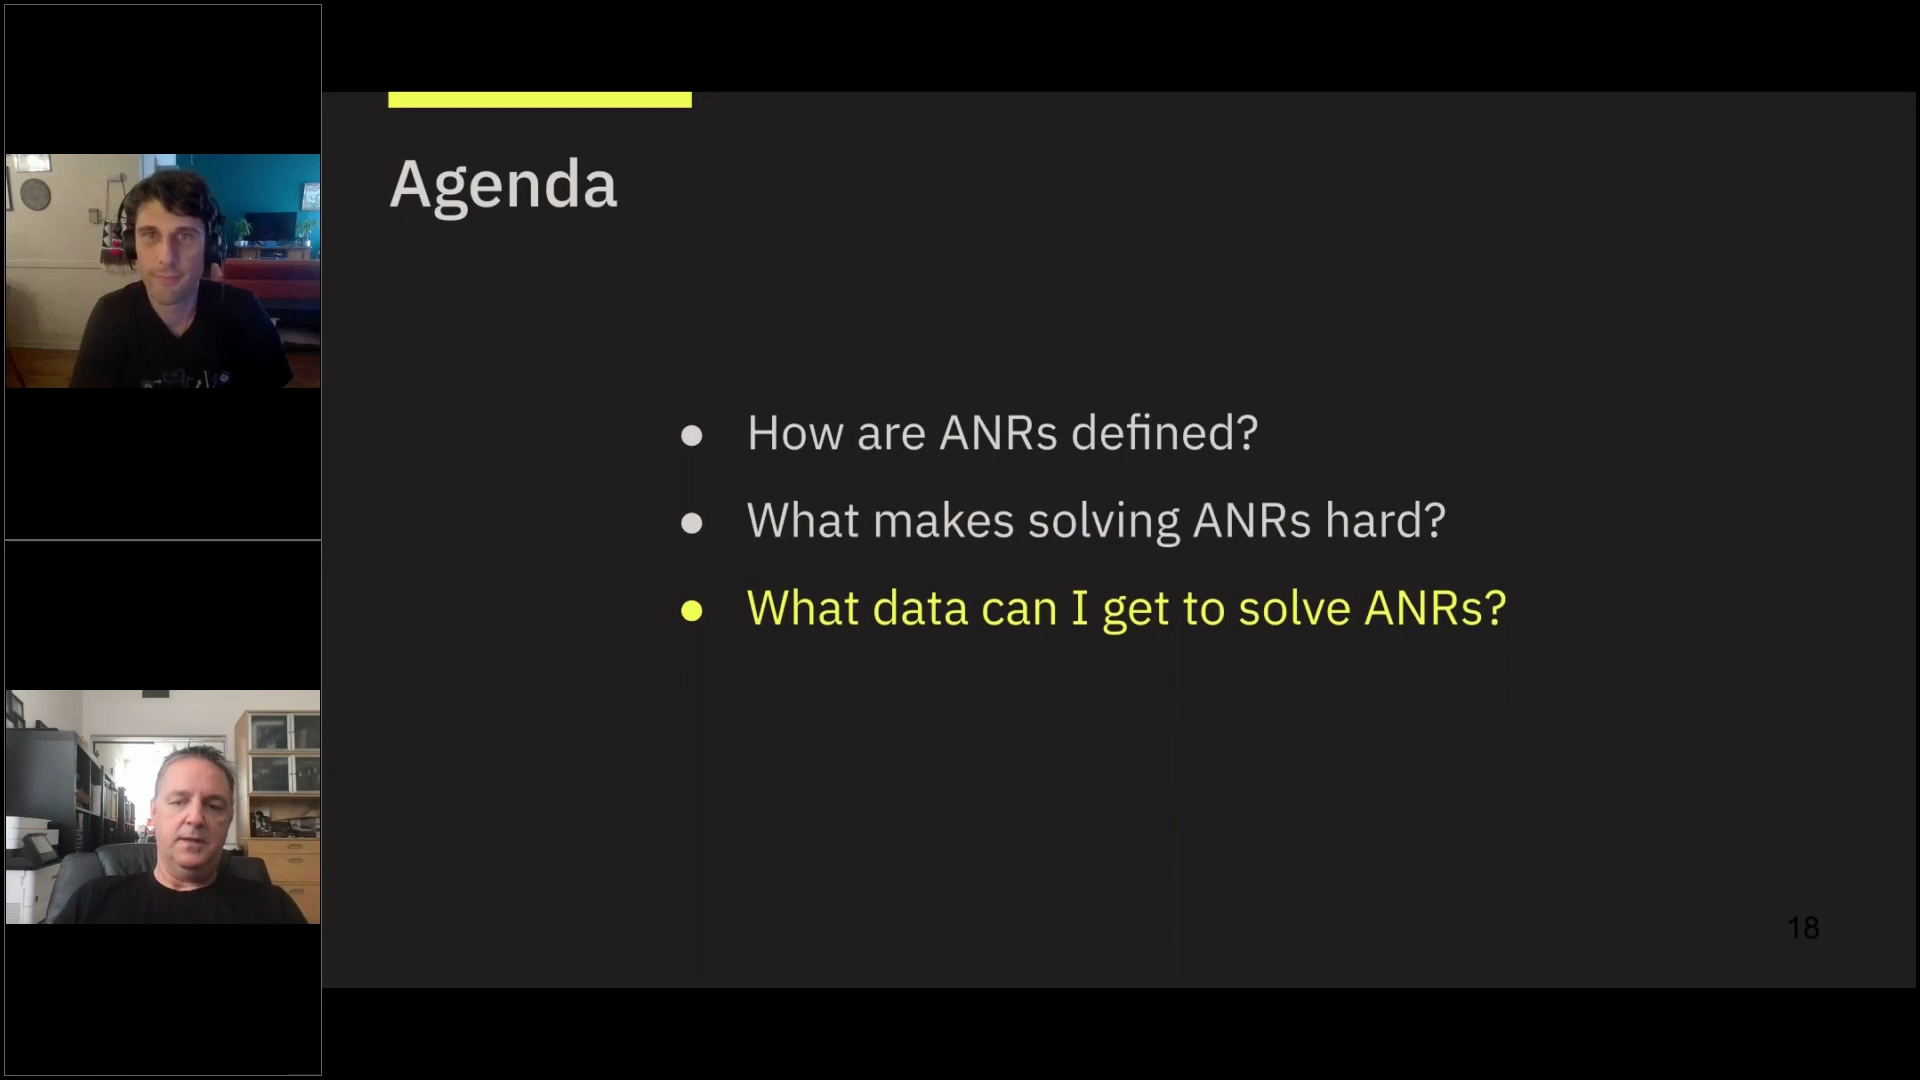 Agenda
● How are ANRs defined?
● What makes solving ANRs hard?
● What data can I get to solve ANRs?
18